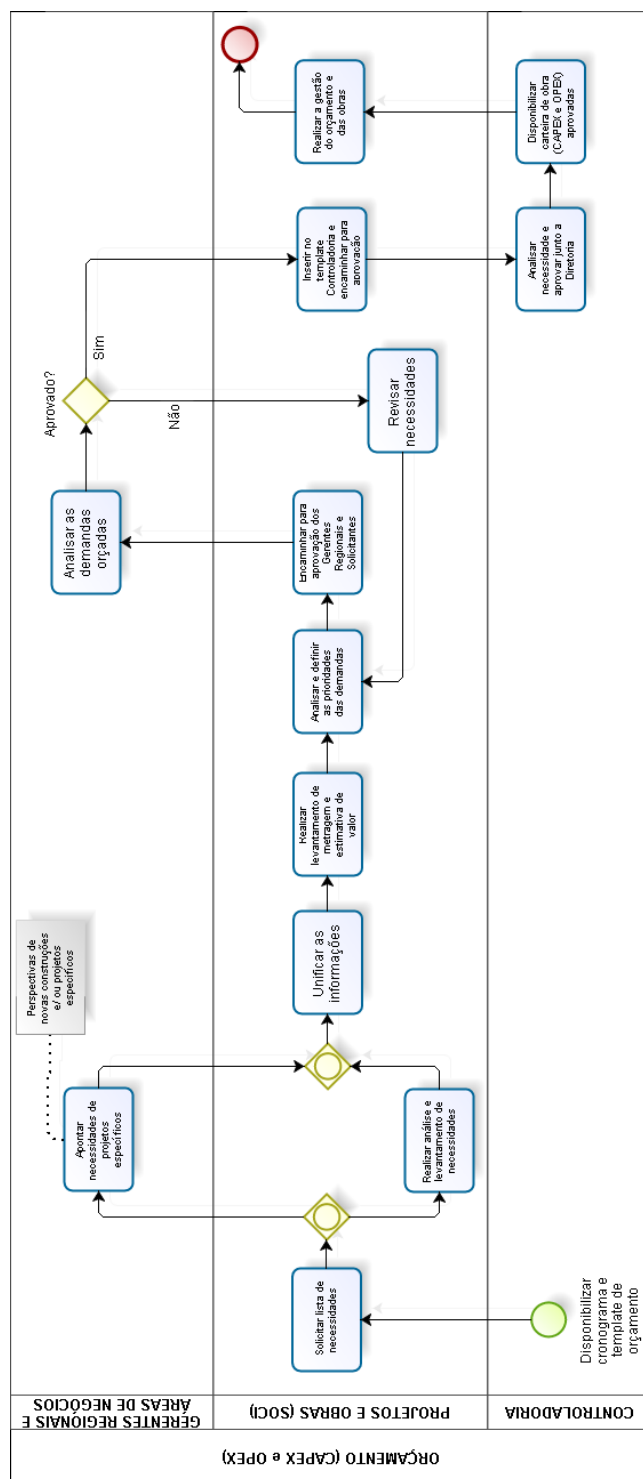 ORÇAMENTO (CAPEX e OPEX)
GERENTES REGIONAIS E
ÁREAS DE NEGÓCIOS
PROJETOS E OBRAS (SOCI)
CONTROLADORIA
Disponibilizar
cronograma e
template de
orçamento
Solicitar lista de
necessidades
Apontar
necessidades de
projetos
específicos
Perspectivas de
novas construções
e/ ou projetos
específicos
Realizar análise e
levantamento de
necessidades
Unificar as
informações
Realizar
levantamento de
metragem e
estimativa de
valor
Analisar e definir
as prioridades
das demandas
Encaminhar para
aprovação dos
Gerentes
Regionais e
Solicitantes
Analisar as
demandas
orçadas
Aprovado?
Sim
Não
Revisar
necessidades
Inserir no
template
Controladoria e
encaminhar para
aprovação
Analisar
necessidade e
aprovar junto a
Diretoria
Disponibilizar
carteira de obra
(CAPEX e OPEX)
aprovadas
Realizar a gestão
do orçamento e
das obras